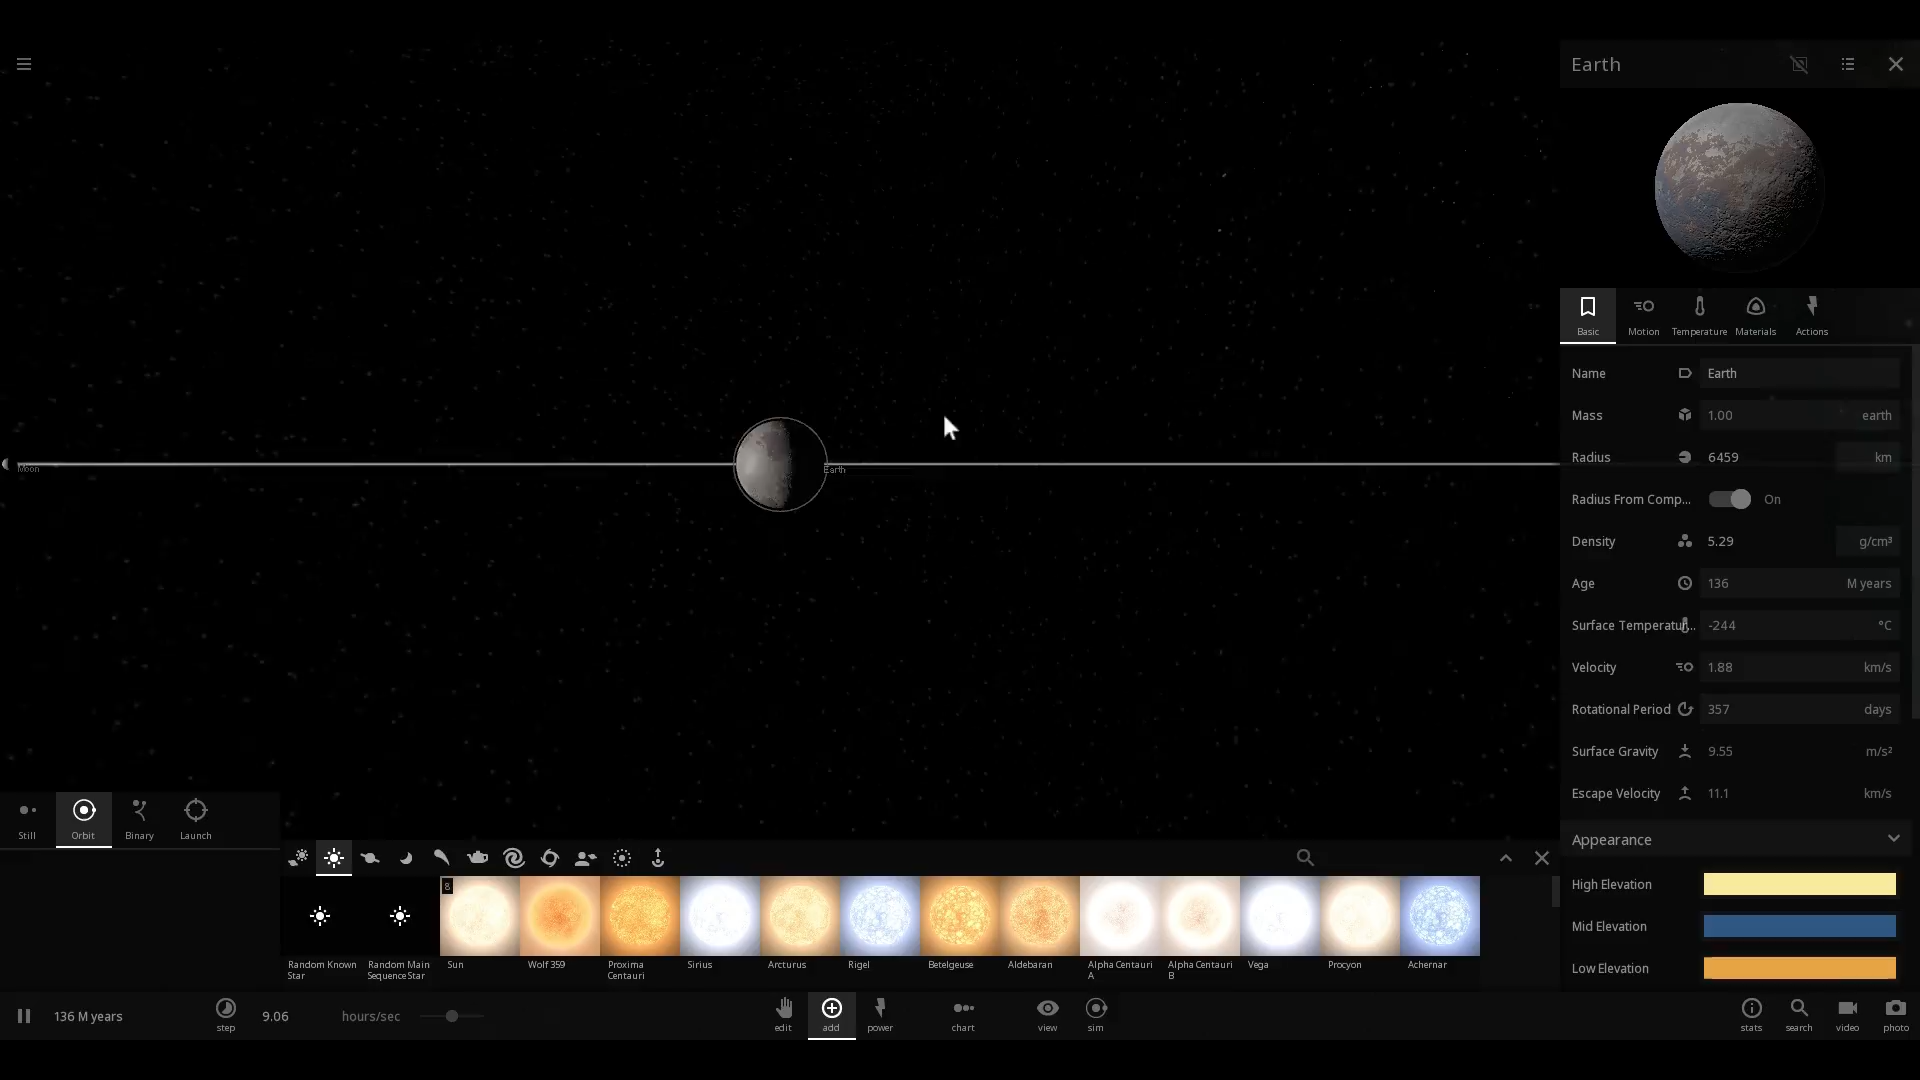 Earth
Moon
Earth
Basic
Motion
Temperature
Materials
Actions
Name Earth
Mass 1.00 earth
Radius 6459 km
Radius From Comp... On
Density 5.29 g/cm³
Age 136 M years
Surface Temperatur... -244 °C
Velocity 1.88 km/s
Rotational Period 357 days
Surface Gravity 9.55 m/s²
Escape Velocity 11.1 km/s
Appearance
High Elevation
Mid Elevation
Low Elevation
Still
Orbit
Binary
Launch
Random Known
Star
Random Main
Sequence Star
Sun
Wolf 359
Proxima
Centauri
Sirius
Arcturus
Rigel
Betelgeuse
Aldebaran
Alpha Centauri
A
Alpha Centauri
B
Vega
Procyon
Achernar
136 M years
step
9.06 hours/sec
edit
add
power
chart
view
sim
stats
search
video
photo